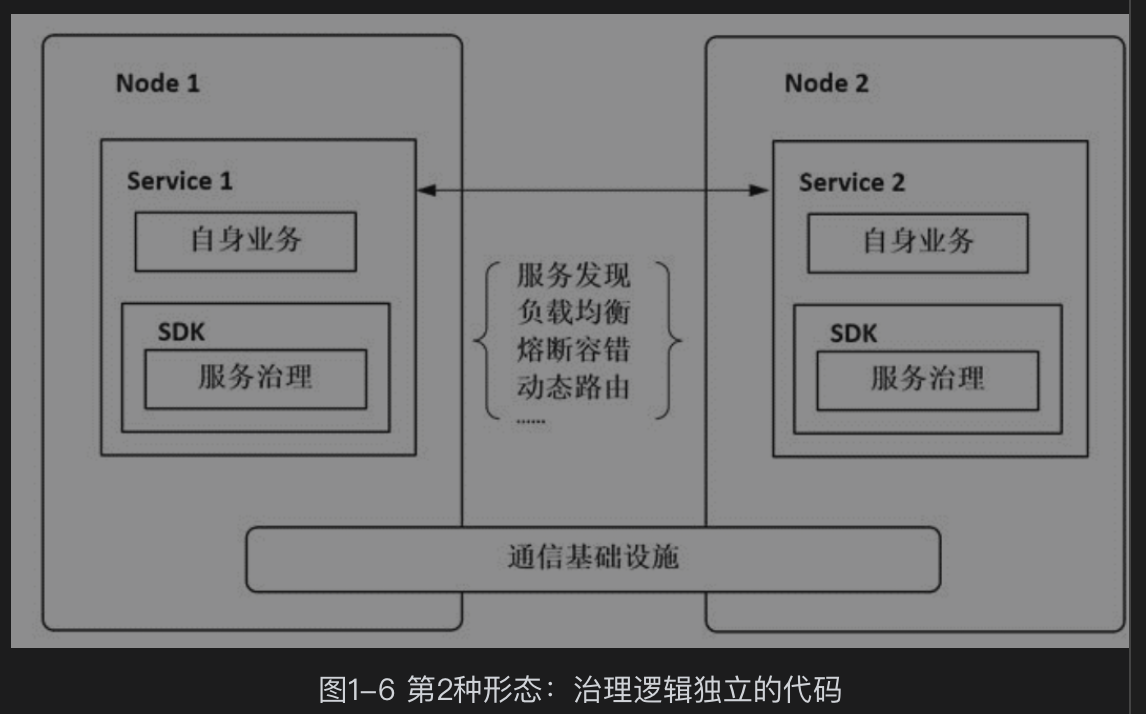 Node 1
Service 1
自身业务
SDK
服务治理
服务发现
负载均衡
熔断容错
动态路由
......
Node 2
Service 2
自身业务
SDK
服务治理
通信基础设施
图1-6 第2种形态：治理逻辑独立的代码